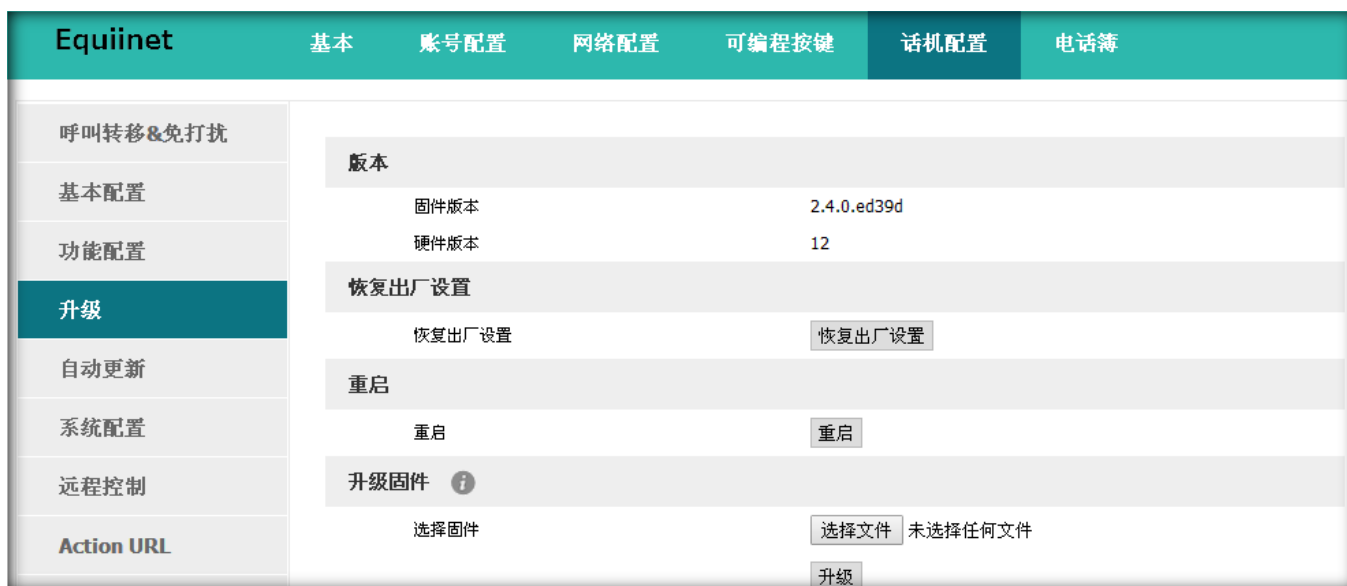 Equiinet 基本 账号配置 网络配置 可编程按键 话机配置 电话簿
呼叫转移&免打扰
基本配置
功能配置
升级
自动更新
系统配置
远程控制
Action URL
版本
固件版本 2.4.0.ed39d
硬件版本 12
恢复出厂设置
恢复出厂设置 恢复出厂设置
重启
重启 重启
升级固件
选择固件 选择文件 未选择任何文件
升级